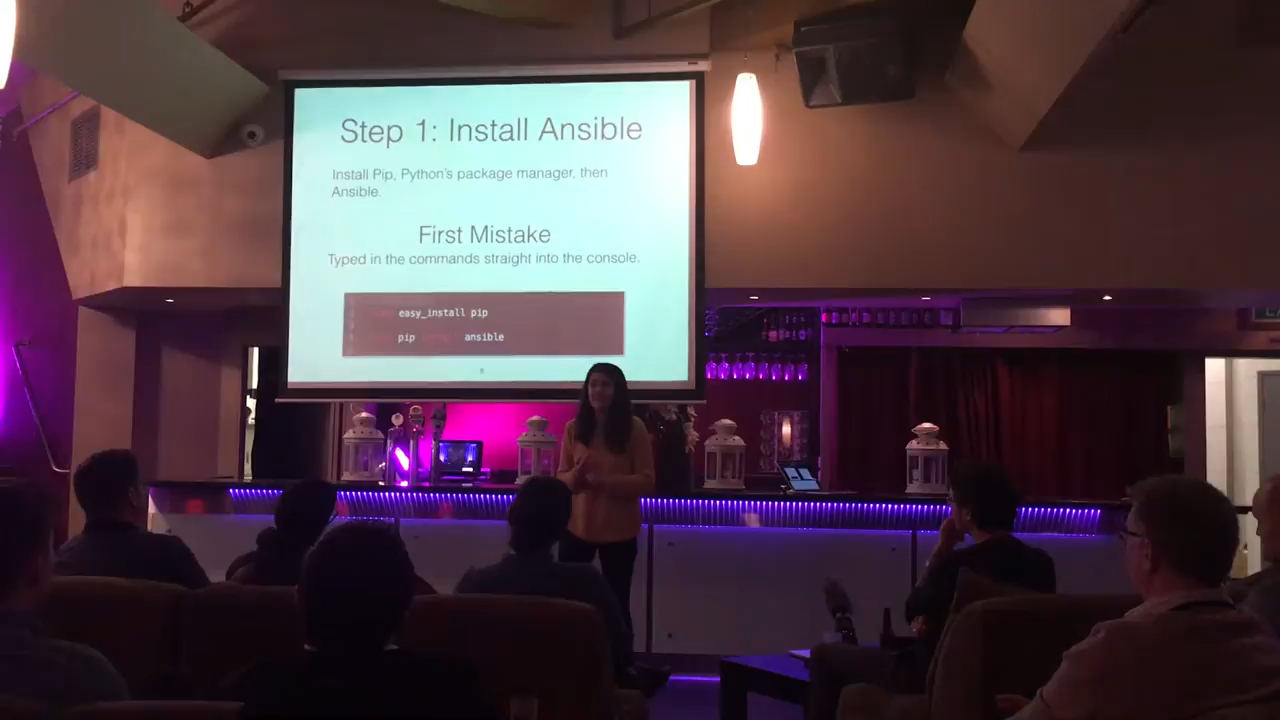 Step 1: Install Ansible
Install Pip, Python's package manager, then
Ansible.
First Mistake
Typed in the commands straight into the console.
easy_install pip
pip ansible